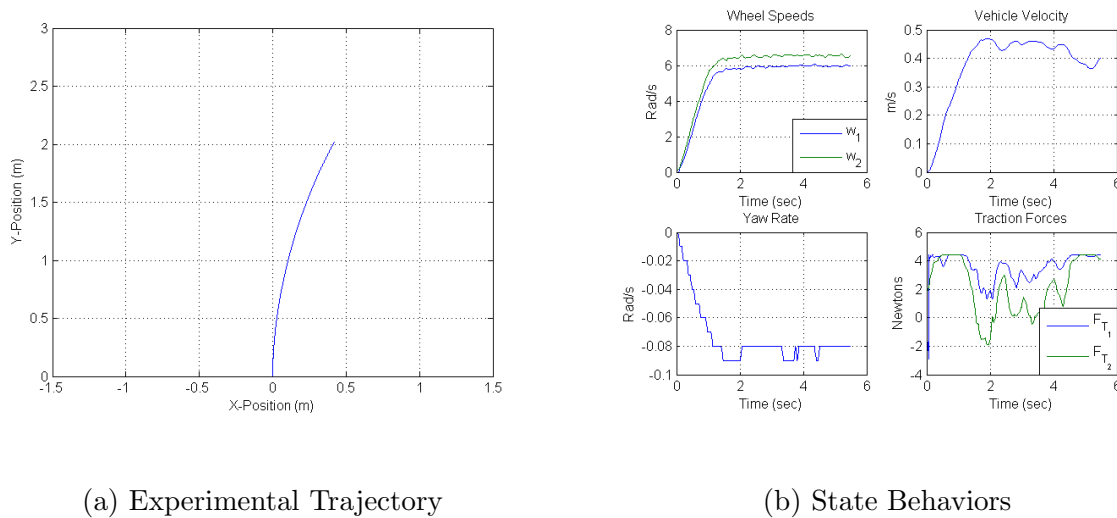 3
2.5
2
1.5
1
0.5
0
-1.5 -1 -0.5 0 0.5 1 1.5
Y-Position (m)
X-Position (m)
Wheel Speeds
8
6
4
2
0
0 2 4 6
Rad/s
Time (sec)
w1
w2
Vehicle Velocity
0.5
0.4
0.3
0.2
0.1
0
0 2 4 6
m/s
Time (sec)
Yaw Rate
0
-0.02
-0.04
-0.06
-0.08
-0.1
0 2 4 6
Rad/s
Time (sec)
Traction Forces
6
4
2
0
-2
-4
0 2 4 6
Newtons
Time (sec)
FT1
FT2
(a) Experimental Trajectory
(b) State Behaviors